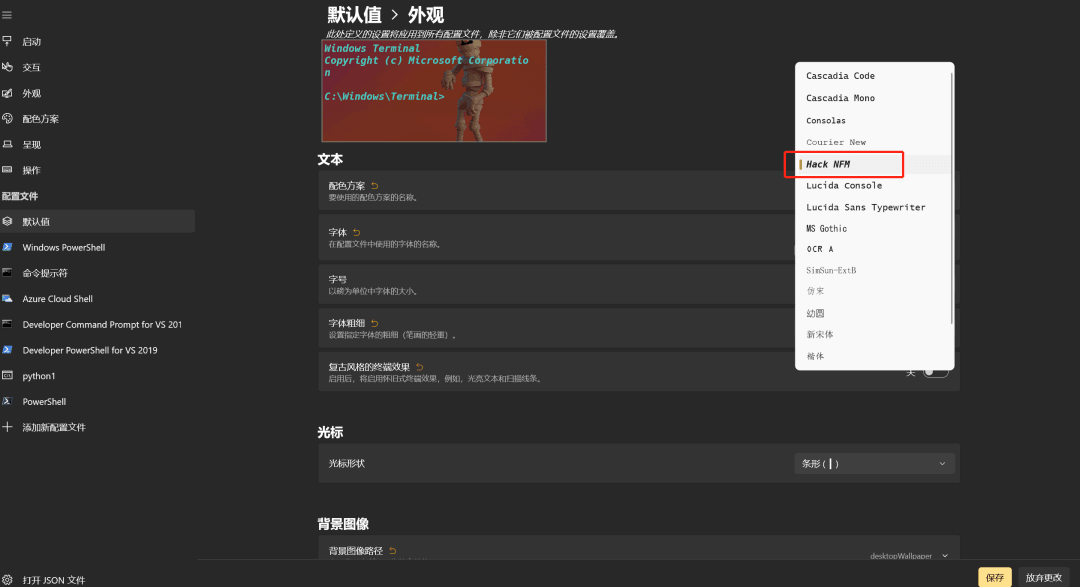 默认值 > 外观
此处定义的设置将应用到所有配置文件，除非它们被配置文件的设置覆盖。
启动
交互
外观
配色方案
呈现
操作
配置文件
默认值
Windows PowerShell
命令提示符
Azure Cloud Shell
Developer Command Prompt for VS 201
Developer PowerShell for VS 2019
python1
PowerShell
添加新配置文件
打开 JSON 文件
Windows Terminal
Copyright (c) Microsoft Corporatio
n
C:\Windows\Terminal>
文本
配色方案
要使用的配色方案的名称。
字体
在配置文件中使用的字体的名称。
字号
以磅为单位中字体的大小。
字体粗细
设置指定字体的粗细（笔画的轻重）。
复古风格的终端效果
启用后，将启用怀旧式终端效果，例如，光亮文本和扫描线条。
关
Cascadia Code
Cascadia Mono
Consolas
Courier New
Hack NFM
Lucida Console
Lucida Sans Typewriter
MS Gothic
OCR A
SimSun-ExtB
仿宋
幼圆
新宋体
楷体
光标
光标形状
条形 ( ┃ )
背景图像
背景图像路径
desktopWallpaper
保存
放弃更改